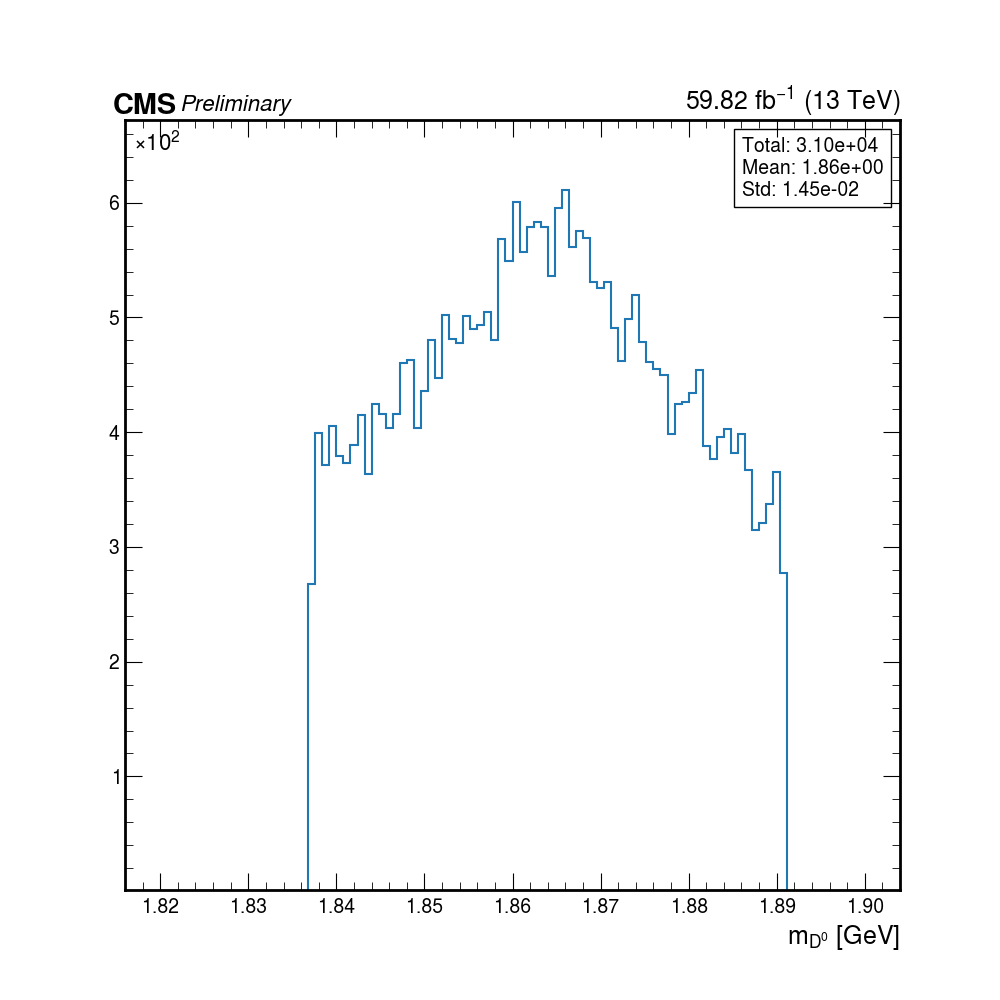 CMS Preliminary 59.82 fb⁻¹ (13 TeV)
×10²
Total: 3.10e+04
Mean: 1.86e+00
Std: 1.45e-02
6
5
4
3
2
1
1.82 1.83 1.84 1.85 1.86 1.87 1.88 1.89 1.90
m_D⁰ [GeV]